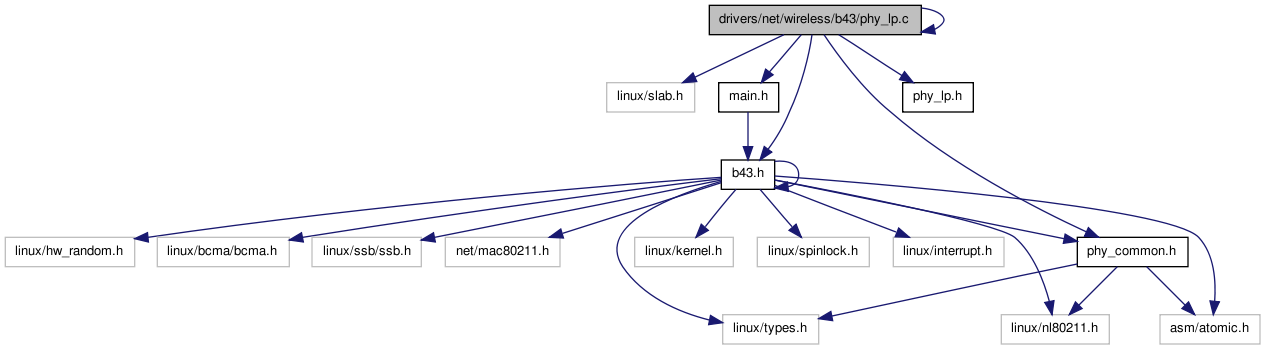 drivers/net/wireless/b43/phy_lp.c
linux/slab.h
main.h
phy_lp.h
b43.h
linux/hw_random.h
linux/bcma/bcma.h
linux/ssb/ssb.h
net/mac80211.h
linux/kernel.h
linux/spinlock.h
linux/interrupt.h
phy_common.h
linux/types.h
linux/nl80211.h
asm/atomic.h